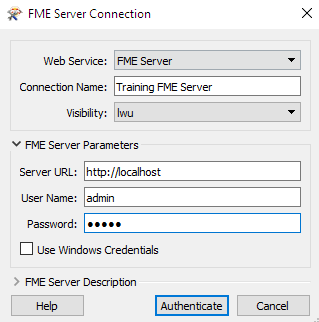 FME Server Connection
Web Service: FME Server
Connection Name: Training FME Server
Visibility: lwu
FME Server Parameters
Server URL: http://localhost
User Name: admin
Password: ●●●●●
Use Windows Credentials
FME Server Description
Help Authenticate Cancel